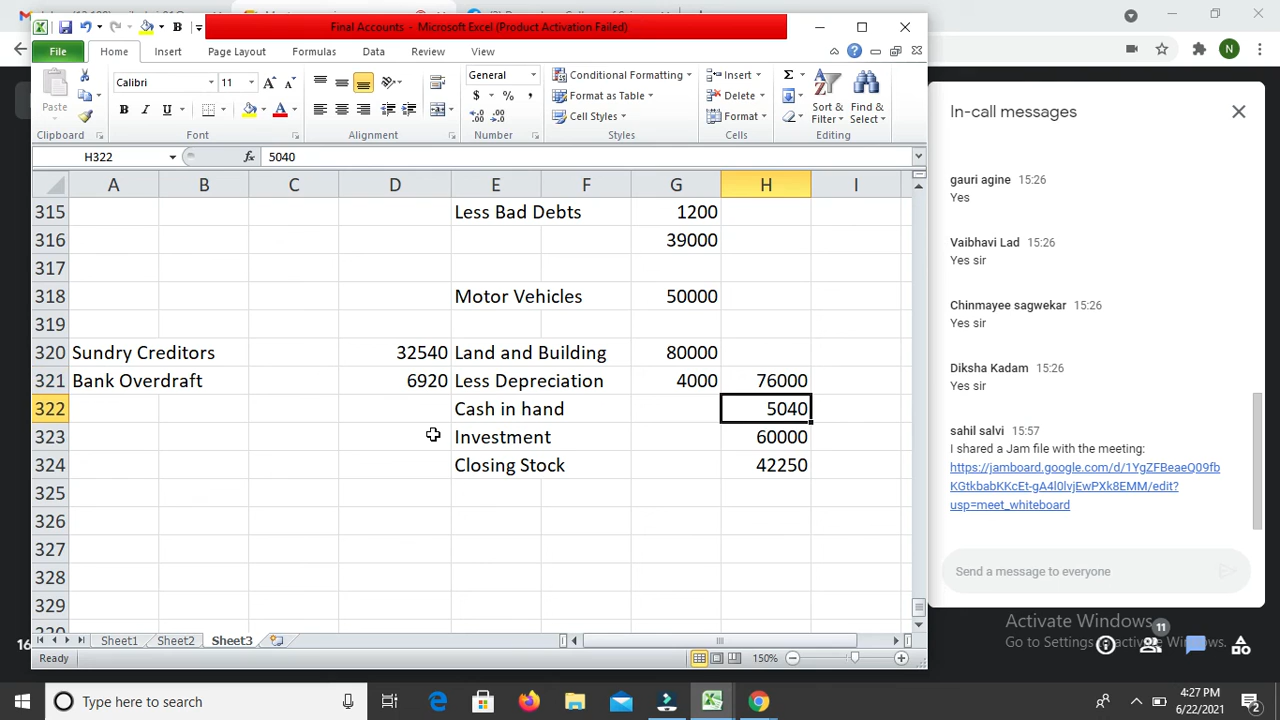 Final Accounts - Microsoft Excel (Product Activation Failed)
N
File
Home
Insert
Page Layout
Formulas
Data
Review
View
Calibri
11
General
Conditional Formatting
Format as Table
Cell Styles
Insert
Delete
Format
Sort &
Filter
Find &
Select
Paste
Clipboard
Font
Alignment
Number
Styles
Cells
Editing
H322
fx
5040
A B C D E F G H I
315 Less Bad Debts 1200
316 39000
317
318 Motor Vehicles 50000
319
320 Sundry Creditors 32540 Land and Building 80000
321 Bank Overdraft 6920 Less Depreciation 4000 76000
322 Cash in hand 5040
323 Investment 60000
324 Closing Stock 42250
325
326
327
328
329
Sheet1 Sheet2 Sheet3
Ready
150%
In-call messages
gauri agine 15:26
Yes
Vaibhavi Lad 15:26
Yes sir
Chinmayee sagwekar 15:26
Yes sir
Diksha Kadam 15:26
Yes sir
sahil salvi 15:57
I shared a Jam file with the meeting:
https://jamboard.google.com/d/1YgZFBeaeQ09fb
KGtkbabKKcEt-gA4l0lvjEwPXk8EMM/edit?
usp=meet_whiteboard
Send a message to everyone
Activate Windows
Go to Settings to activate Windows.
11
16
Type here to search
4:27 PM
6/22/2021
2